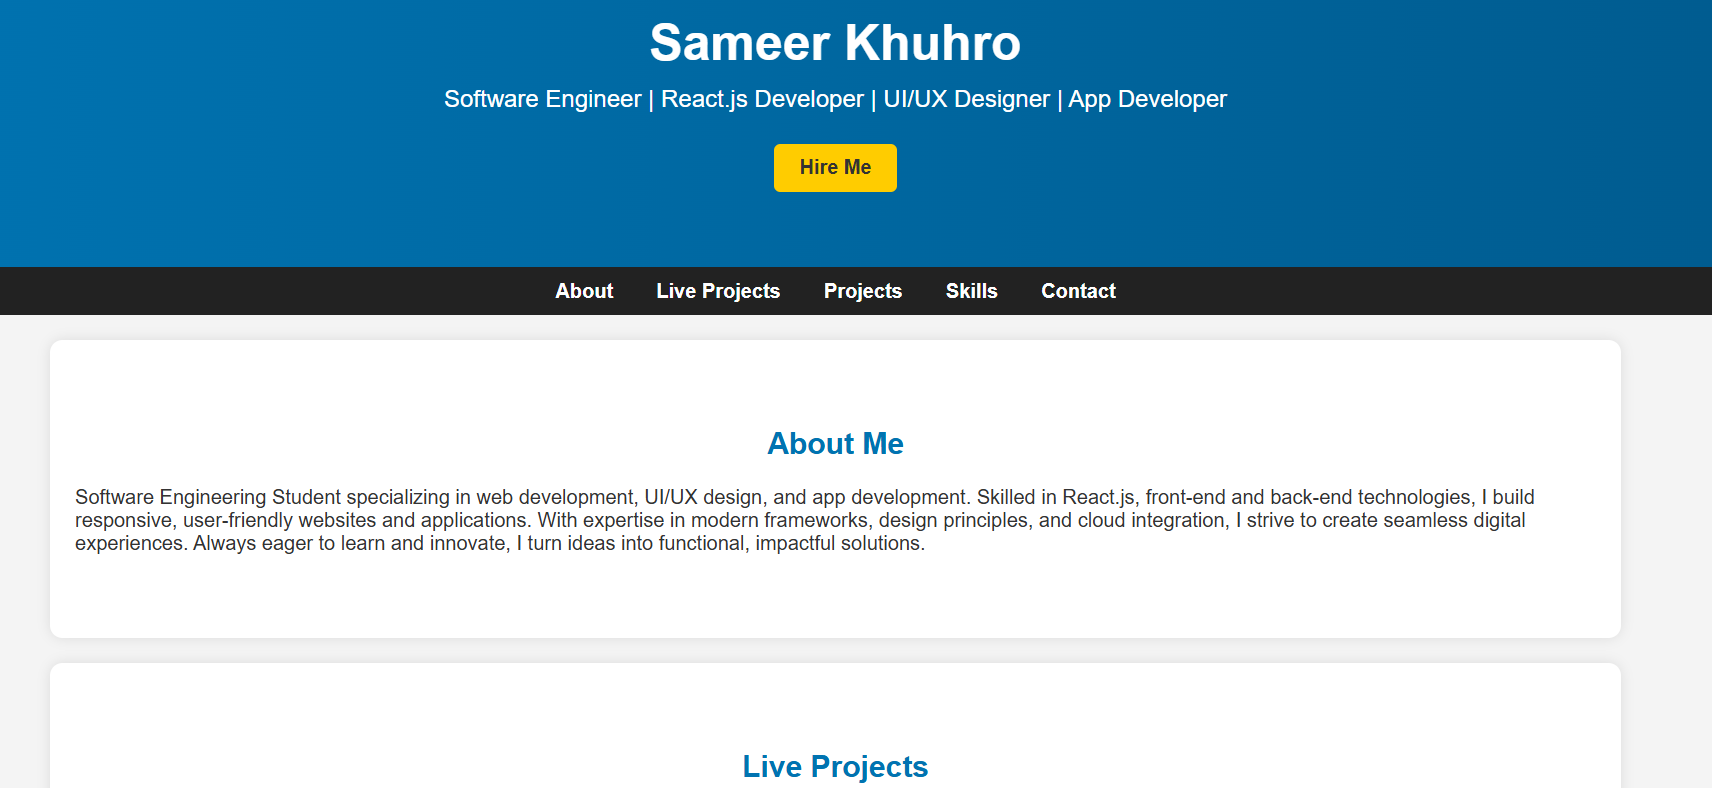 Sameer Khuhro
Software Engineer | React.js Developer | UI/UX Designer | App Developer
Hire Me
About Live Projects Projects Skills Contact
About Me
Software Engineering Student specializing in web development, UI/UX design, and app development. Skilled in React.js, front-end and back-end technologies, I build
responsive, user-friendly websites and applications. With expertise in modern frameworks, design principles, and cloud integration, I strive to create seamless digital
experiences. Always eager to learn and innovate, I turn ideas into functional, impactful solutions.
Live Projects